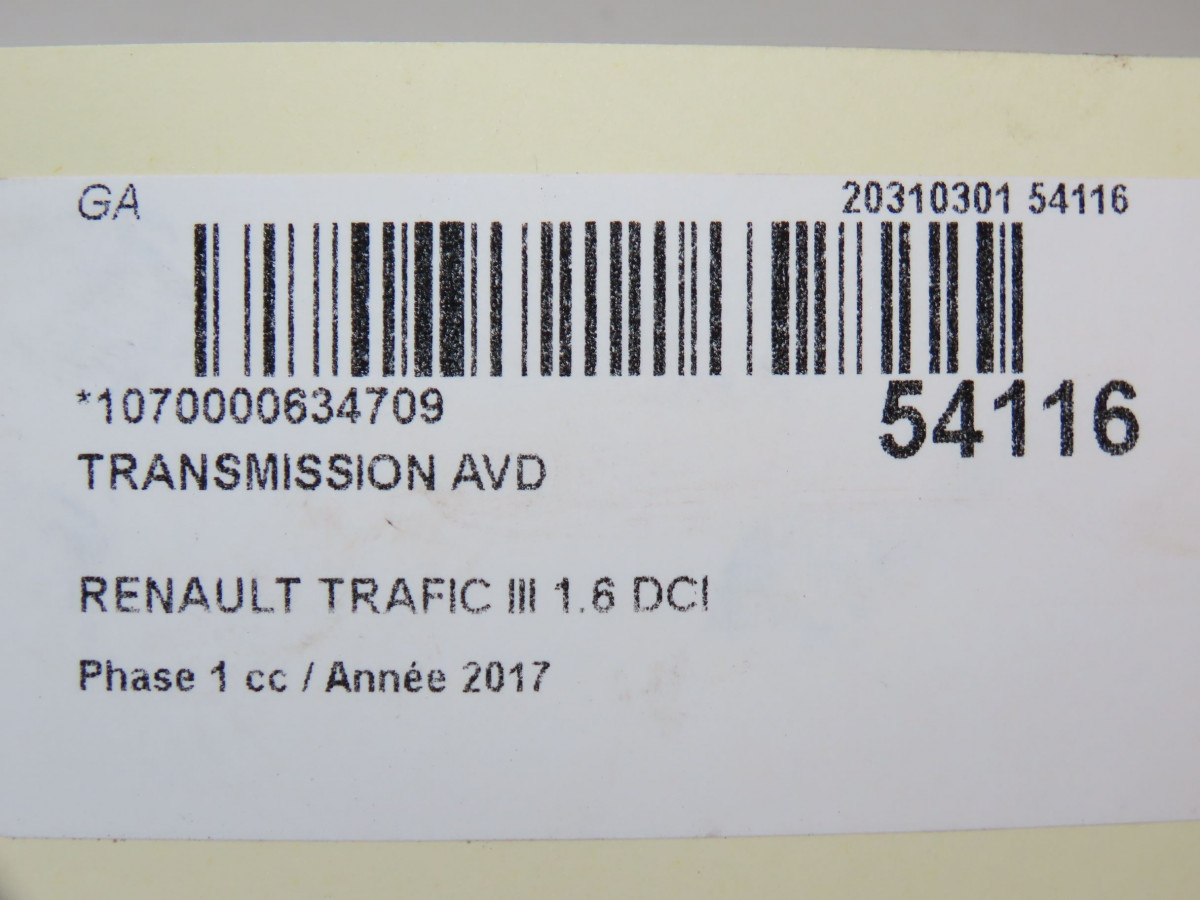 GA
20310301 54116
*1070000634709
54116
TRANSMISSION AVD
RENAULT TRAFIC III 1.6 DCI
Phase 1 cc / Année 2017